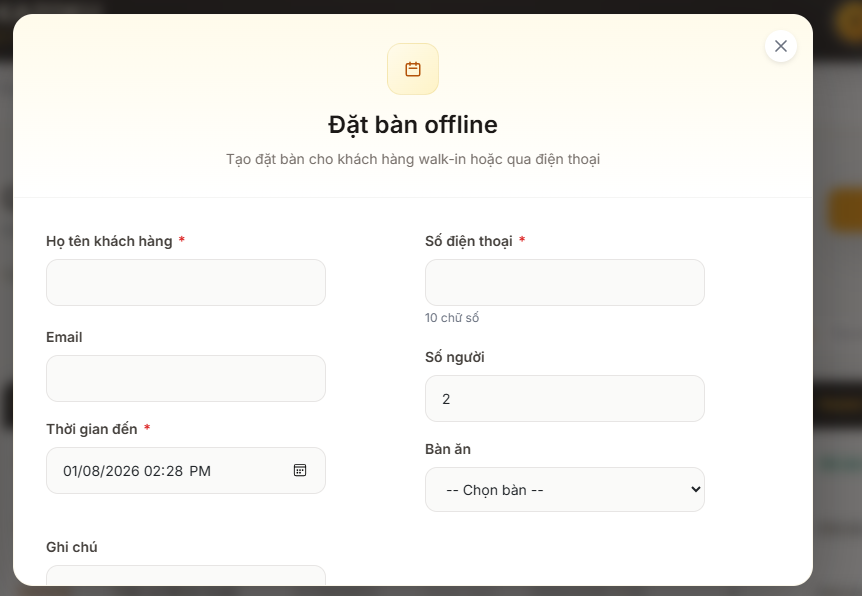 Đặt bàn offline
Tạo đặt bàn cho khách hàng walk-in hoặc qua điện thoại
Họ tên khách hàng *
Số điện thoại *
10 chữ số
Email
Số người
2
Thời gian đến *
01/08/2026 02:28 PM
Bàn ăn
-- Chọn bàn --
Ghi chú